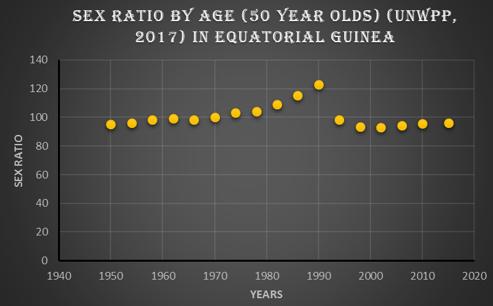 SEX RATIO BY AGE (50 YEAR OLDS) (UNWPP,
2017) IN EQUATORIAL GUINEA
140
120
100
80
60
40
20
0
SEX RATIO
1940 1950 1960 1970 1980 1990 2000 2010 2020
YEARS